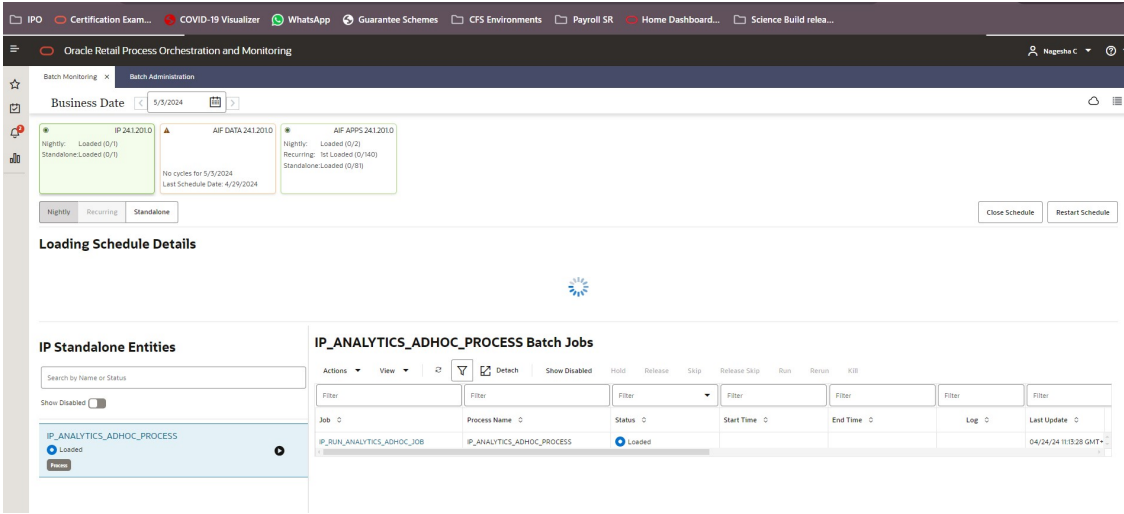 IPO Certification Exam... COVID-19 Visualizer WhatsApp Guarantee Schemes CFS Environments Payroll SR Home Dashboard... Science Build relea...
Oracle Retail Process Orchestration and Monitoring Nagesha C
Batch Monitoring × Batch Administration
Business Date 5/3/2024
2
IP 24.1.201.0
Nightly: Loaded (0/1)
Standalone:Loaded (0/1)
AIF DATA 24.1.201.0
No cycles for 5/3/2024
Last Schedule Date: 4/29/2024
AIF APPS 24.1.201.0
Nightly: Loaded (0/2)
Recurring: 1st Loaded (0/140)
Standalone:Loaded (0/81)
Nightly Recurring Standalone Close Schedule Restart Schedule
Loading Schedule Details
IP Standalone Entities
Search by Name or Status
Show Disabled
IP_ANALYTICS_ADHOC_PROCESS
Loaded
Process
IP_ANALYTICS_ADHOC_PROCESS Batch Jobs
Actions View Detach Show Disabled Hold Release Skip Release Skip Run Rerun Kill
Filter Filter Filter Filter Filter Filter Filter
Job Process Name Status Start Time End Time Log Last Update
IP_RUN_ANALYTICS_ADHOC_JOB IP_ANALYTICS_ADHOC_PROCESS Loaded 04/24/24 11:13:28 GMT+